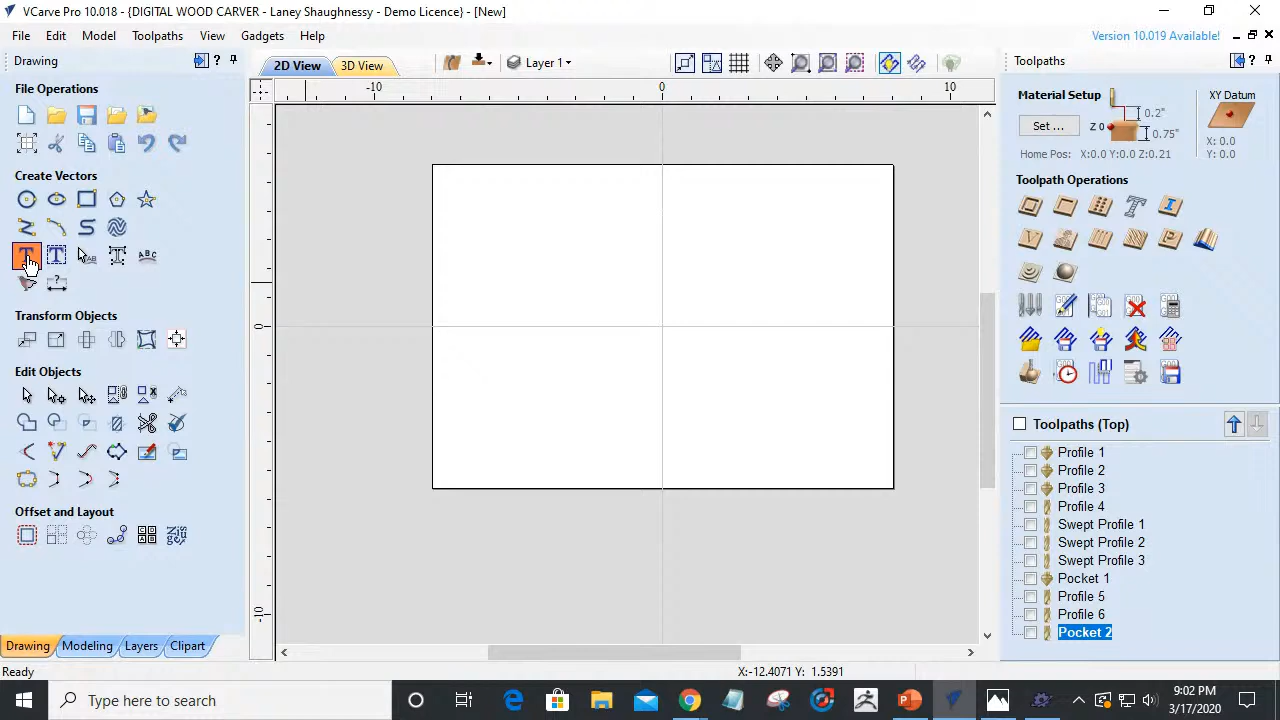 VCarve Pro 10.018 - {DIGITAL WOOD CARVER - Laney Shaughnessy - Demo Licence} - [New]
File Edit Model Toolpaths View Gadgets Help
Version 10.019 Available!
Drawing
2D View
3D View
Layer 1
Toolpaths
File Operations
-10
0
10
Material Setup
XY Datum
Set ...
Z 0
0.2"
0.75"
X: 0.0
Y: 0.0
Home Pos: X:0.0 Y:0.0 Z:0.21
Create Vectors
Toolpath Operations
Transform Objects
0
Edit Objects
Toolpaths (Top)
Profile 1
Profile 2
Profile 3
Profile 4
Swept Profile 1
Swept Profile 2
Swept Profile 3
Pocket 1
Profile 5
Profile 6
Pocket 2
Offset and Layout
-10
Drawing Modeling Layers Clipart
Ready
X:-12.4071 Y: 1.5391
Type here to search
9:02 PM
3/17/2020